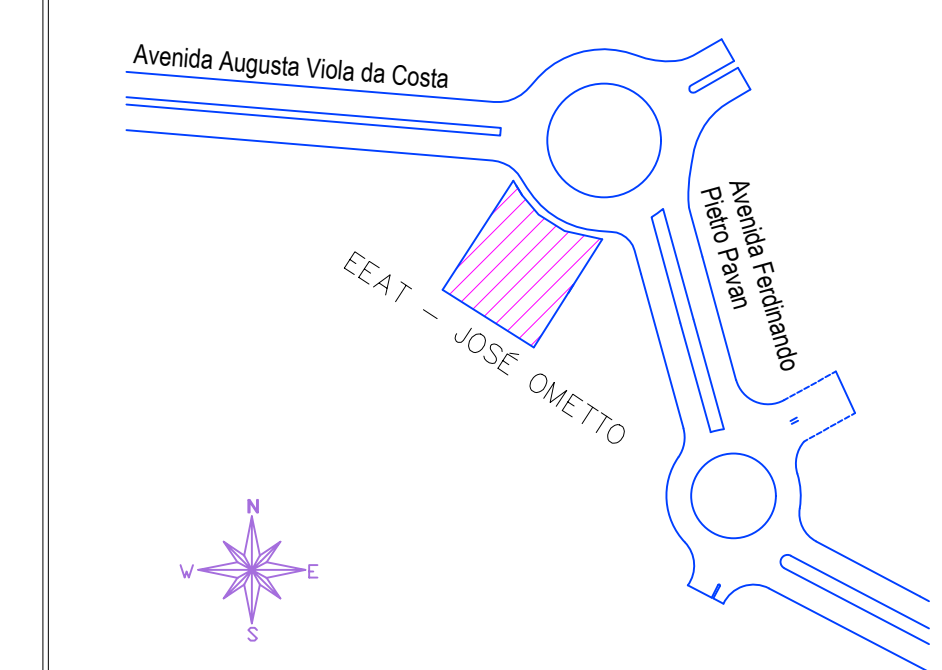 Avenida Augusta Viola da Costa
Avenida Ferdinando
Pietro Pavan
EEAT - JOSÉ OMETTO
N
W E
S